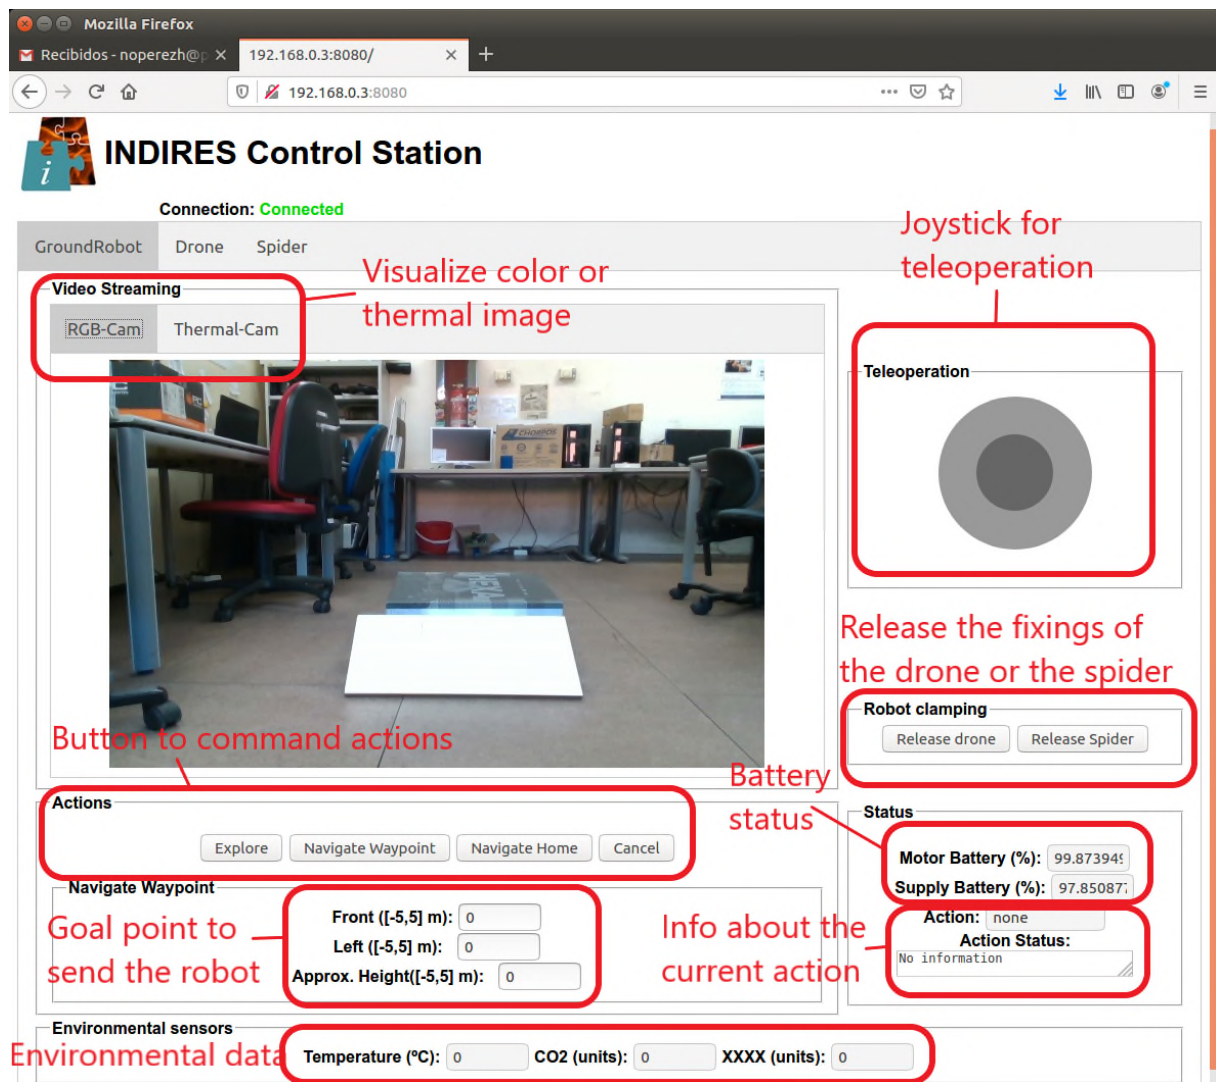 Mozilla Firefox
Recibidos - noperezh@p
192.168.0.3:8080/
192.168.0.3:8080
i
INDIRES Control Station
Connection: Connected
GroundRobot Drone Spider
Joystick for
teleoperation
Visualize color or
thermal image
Video Streaming
RGB-Cam Thermal-Cam
Teleoperation
CHORPOS
HEXA
Release the fixings of
the drone or the spider
Robot clamping
Release drone Release Spider
Button to command actions
Battery
status
Actions
Explore Navigate Waypoint Navigate Home Cancel
Status
Motor Battery (%): 99.873949
Supply Battery (%): 97.850877
Navigate Waypoint
Front ([-5,5] m): 0
Left ([-5,5] m): 0
Approx. Height([-5,5] m): 0
Goal point to
send the robot
Info about the
current action
Action: none
Action Status:
No information
Environmental sensors
Environmental data
Temperature (ºC): 0 CO2 (units): 0 XXXX (units): 0